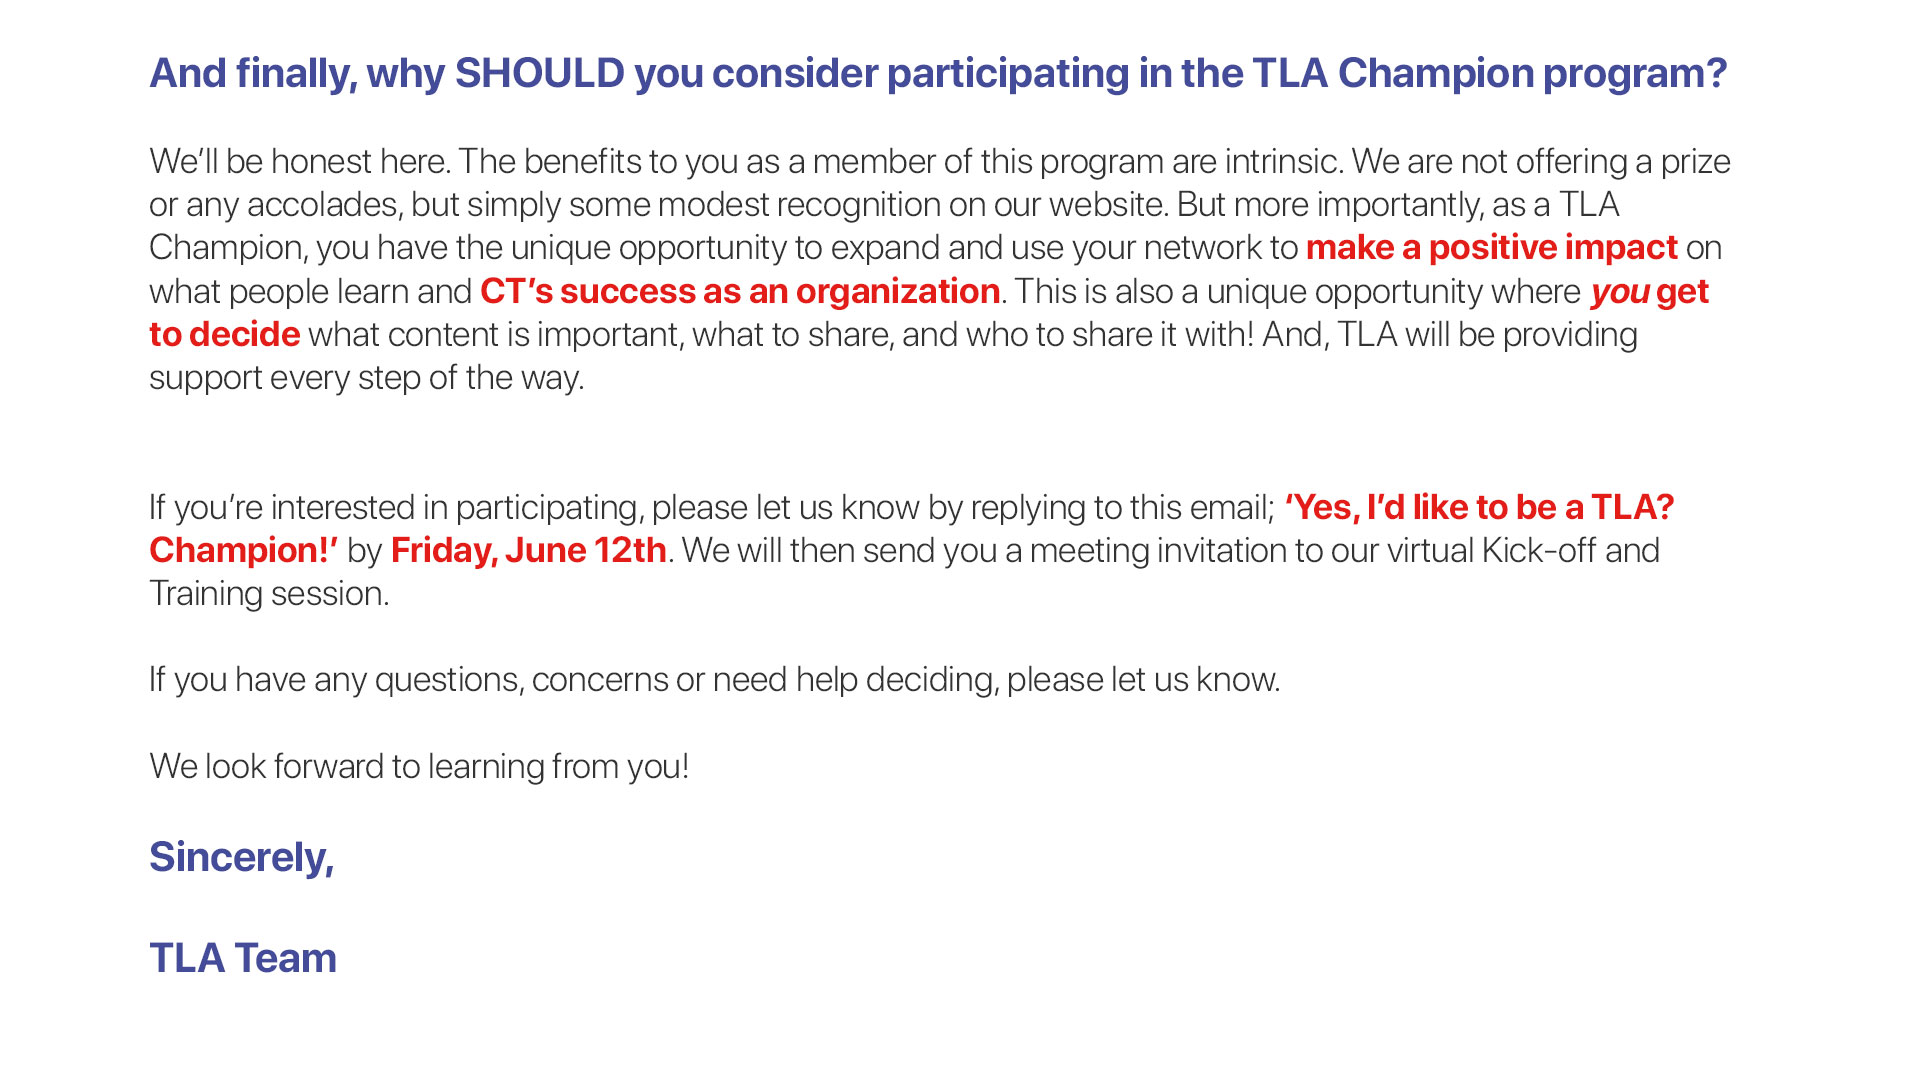 And finally, why SHOULD you consider participating in the TLA Champion program?
We’ll be honest here. The benefits to you as a member of this program are intrinsic. We are not offering a prize
or any accolades, but simply some modest recognition on our website. But more importantly, as a TLA
Champion, you have the unique opportunity to expand and use your network to make a positive impact on
what people learn and CT’s success as an organization. This is also a unique opportunity where you get
to decide what content is important, what to share, and who to share it with! And, TLA will be providing
support every step of the way.
If you’re interested in participating, please let us know by replying to this email; ‘Yes, I’d like to be a TLA?
Champion!’ by Friday, June 12th. We will then send you a meeting invitation to our virtual Kick-off and
Training session.
If you have any questions, concerns or need help deciding, please let us know.
We look forward to learning from you!
Sincerely,
TLA Team